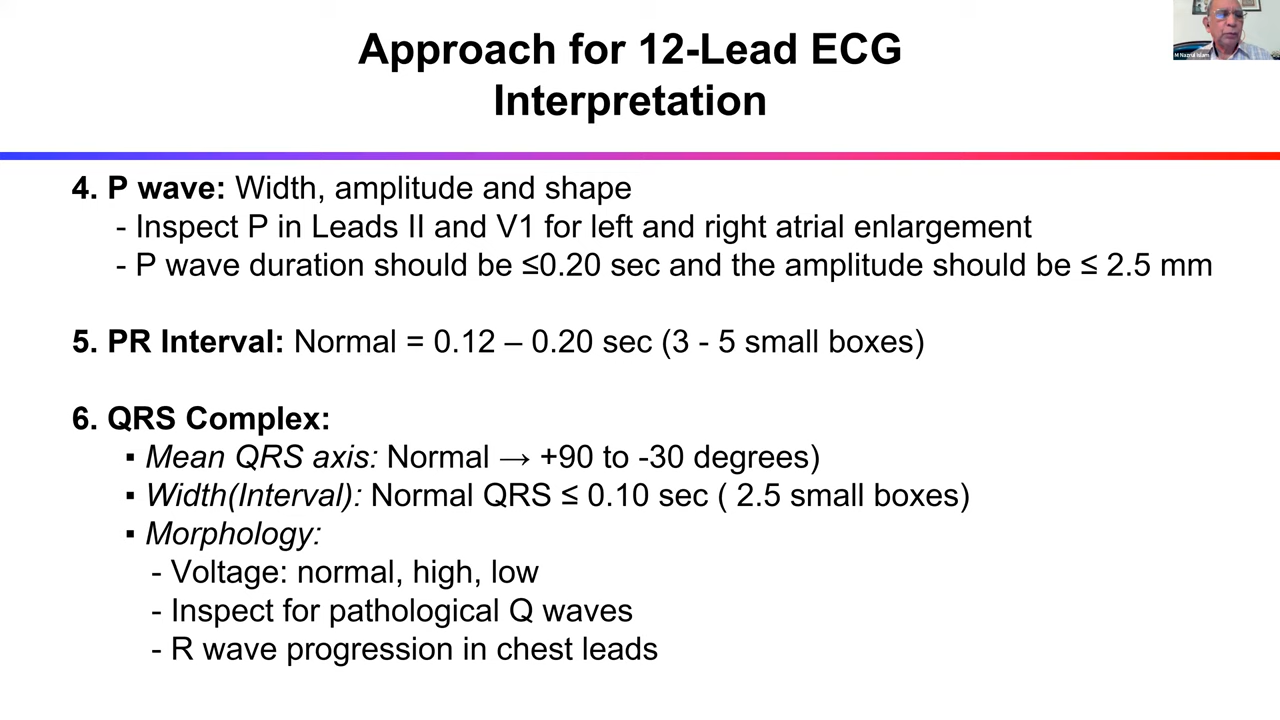 Approach for 12-Lead ECG
Interpretation
M Nazrul Islam
4. P wave: Width, amplitude and shape
- Inspect P in Leads II and V1 for left and right atrial enlargement
- P wave duration should be ≤0.20 sec and the amplitude should be ≤ 2.5 mm
5. PR Interval: Normal = 0.12 – 0.20 sec (3 - 5 small boxes)
6. QRS Complex:
▪ Mean QRS axis: Normal → +90 to -30 degrees)
▪ Width(Interval): Normal QRS ≤ 0.10 sec ( 2.5 small boxes)
▪ Morphology:
- Voltage: normal, high, low
- Inspect for pathological Q waves
- R wave progression in chest leads